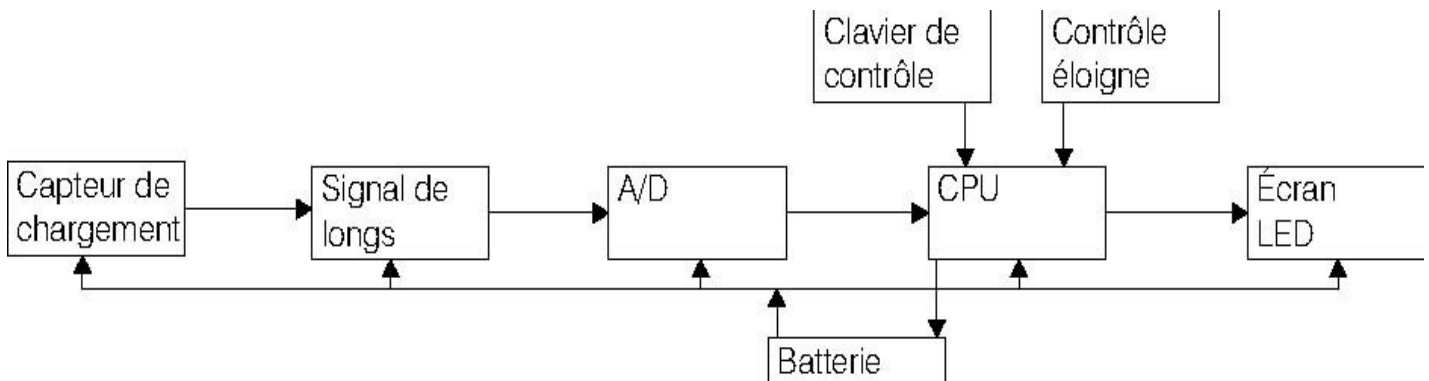 Clavier de
contrôle
Contrôle
éloigne
Capteur de
chargement
Signal de
longs
A/D
CPU
Écran
LED
Batterie